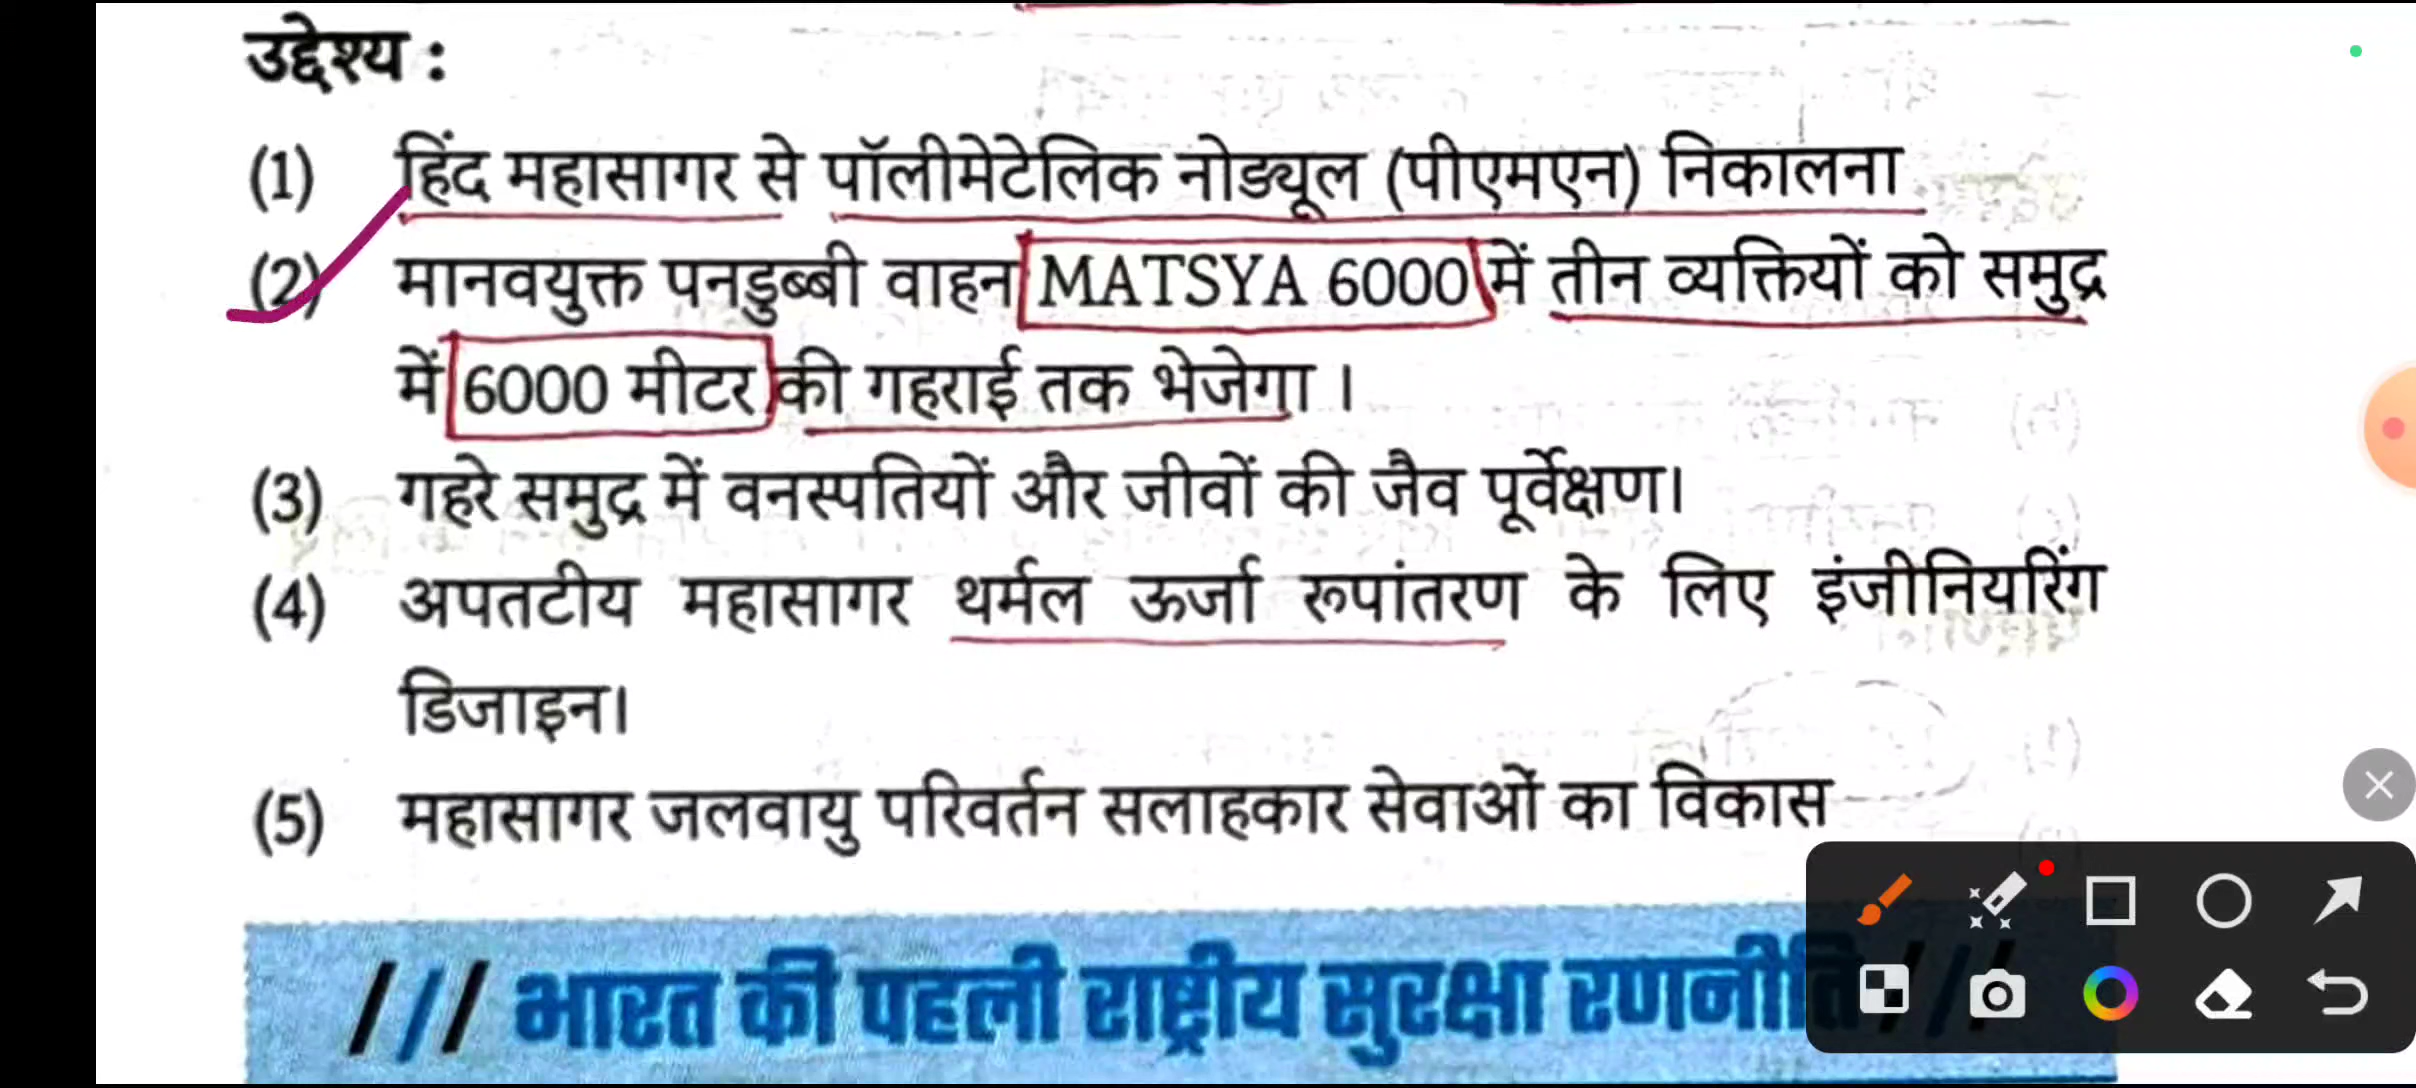 उद्देश्य :
(1) हिंद महासागर से पॉलीमेटेलिक नोड्यूल (पीएमएन) निकालना
(2) मानवयुक्त पनडुब्बी वाहन MATSYA 6000 में तीन व्यक्तियों को समुद्र
में 6000 मीटर की गहराई तक भेजेगा ।
(3) गहरे समुद्र में वनस्पतियों और जीवों की जैव पूर्वेक्षण।
(4) अपतटीय महासागर थर्मल ऊर्जा रूपांतरण के लिए इंजीनियरिंग
डिजाइन।
(5) महासागर जलवायु परिवर्तन सलाहकार सेवाओं का विकास
/// भारत की पहली राष्ट्रीय सुरक्षा रणनीति ///